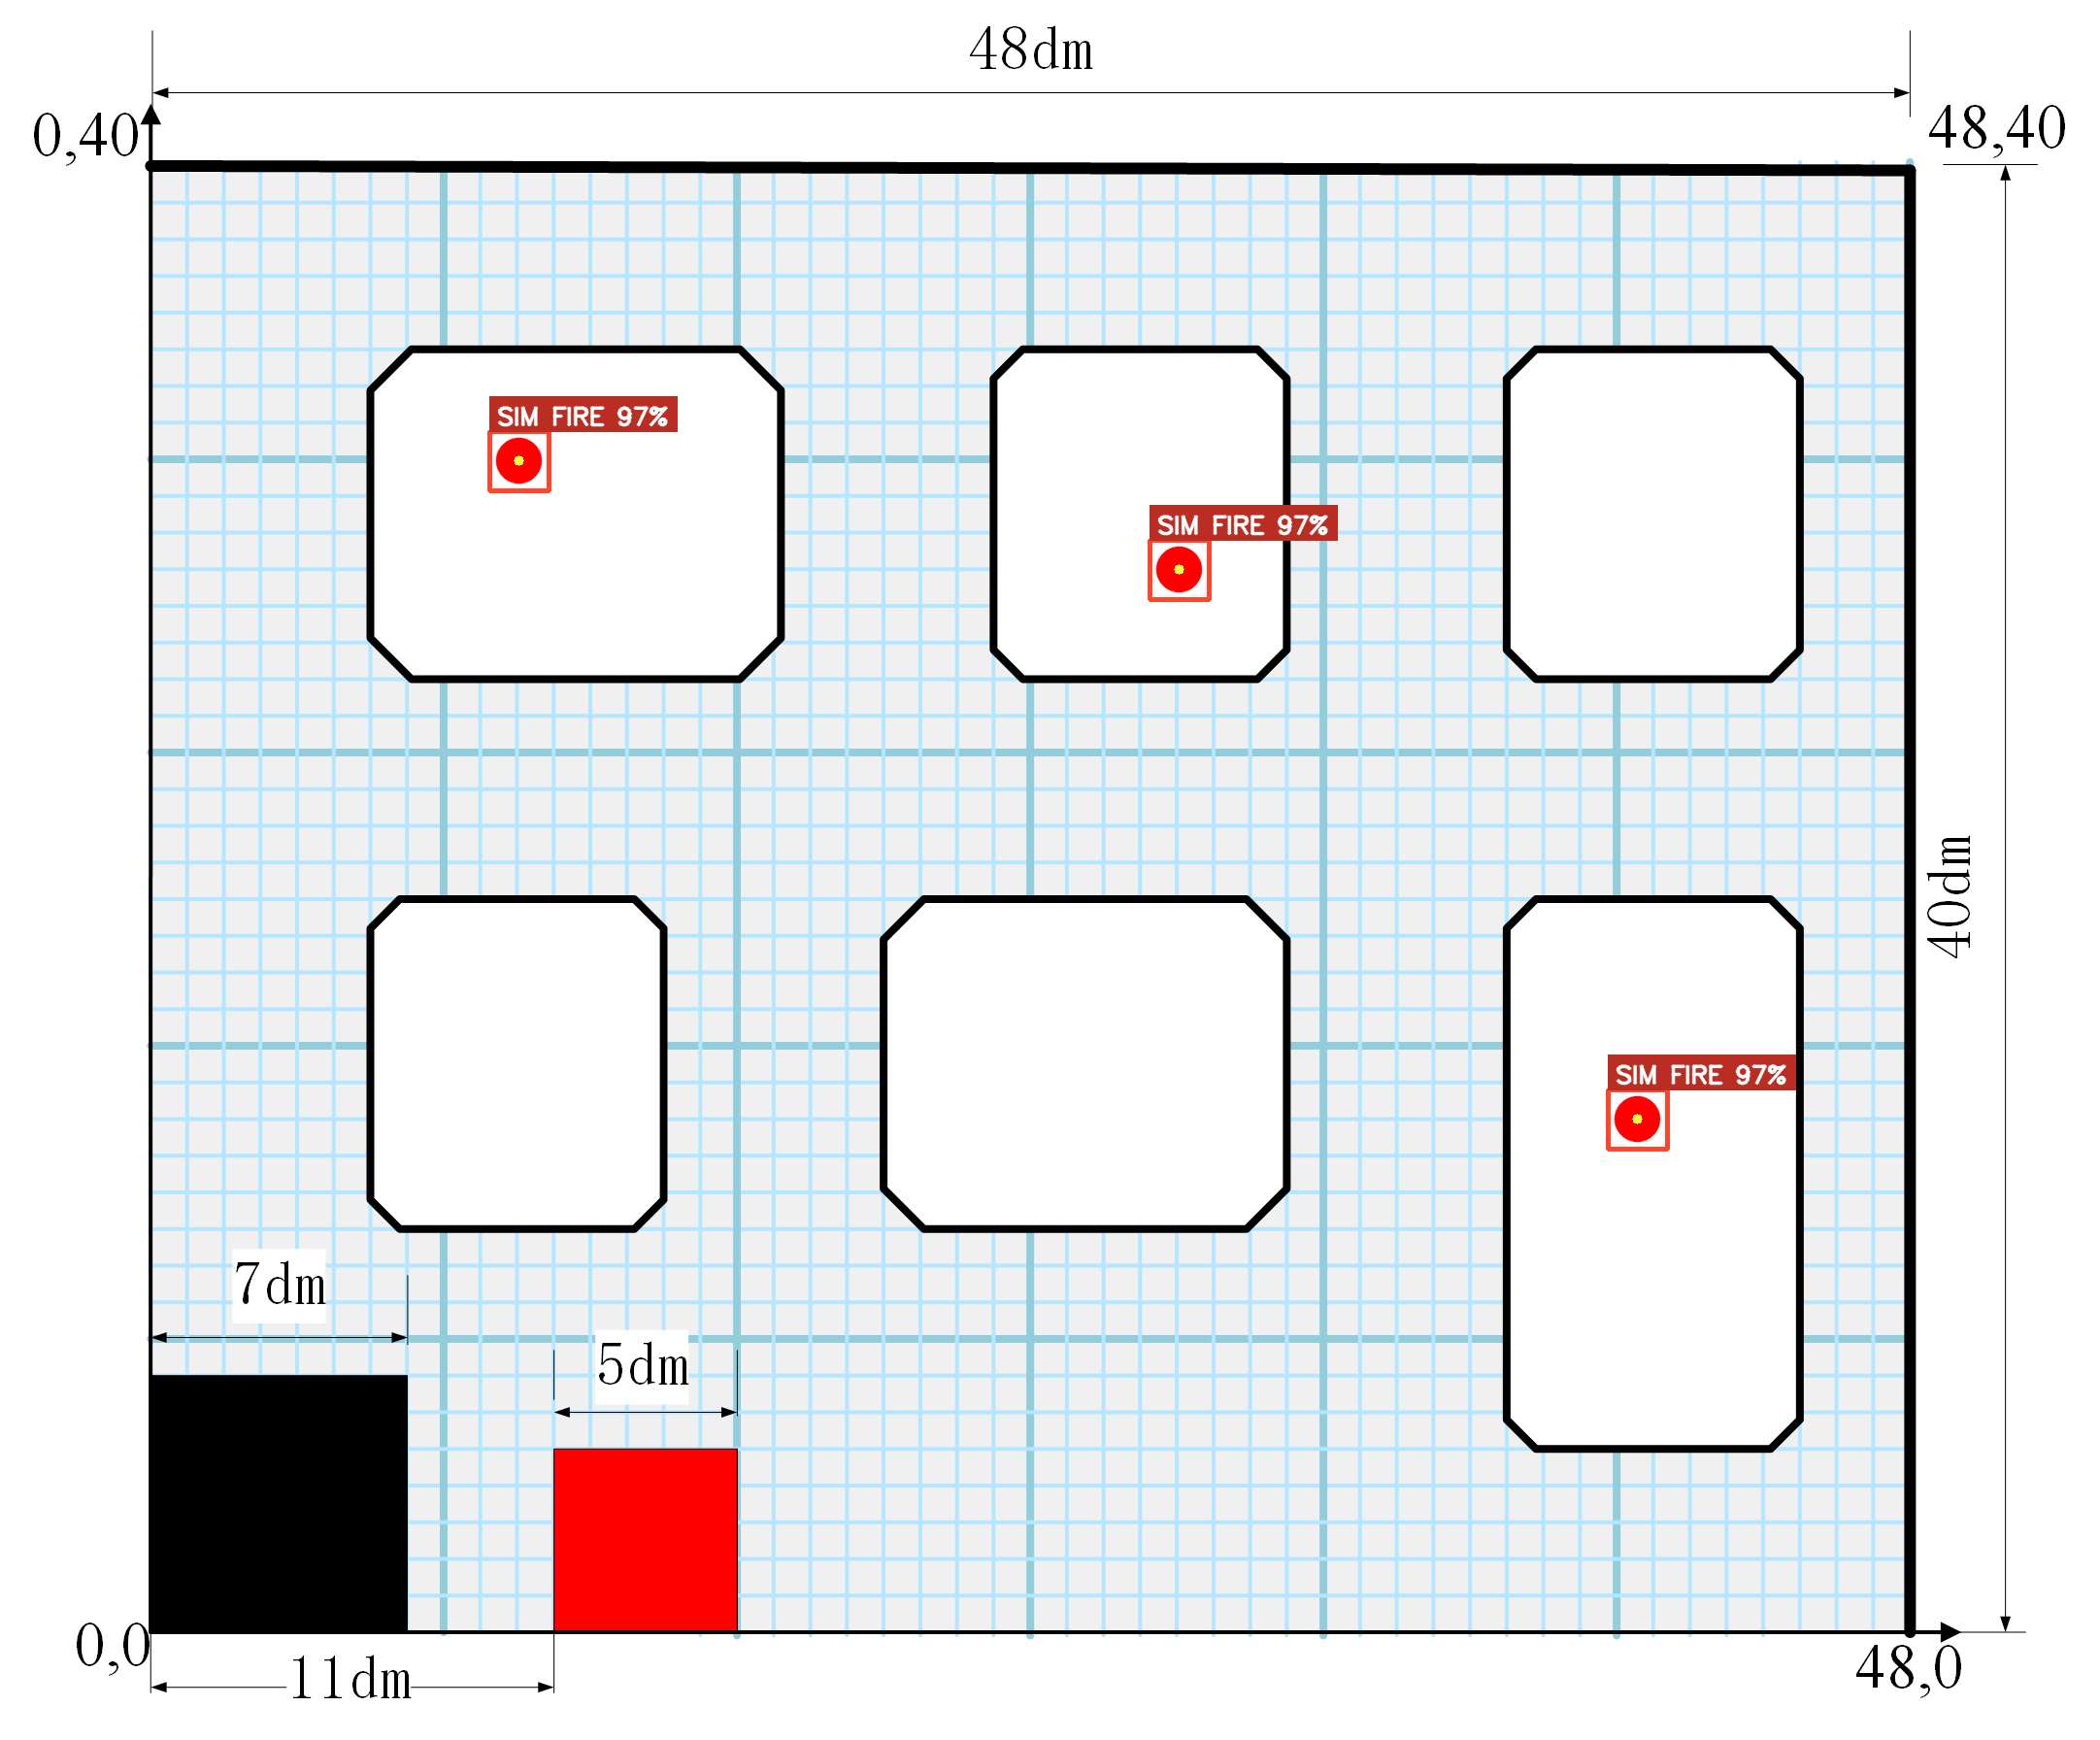 48dm
0,40
48,40
SIM FIRE 97%
SIM FIRE 97%
40dm
SIM FIRE 97%
7dm
5dm
0,0
11dm
48,0